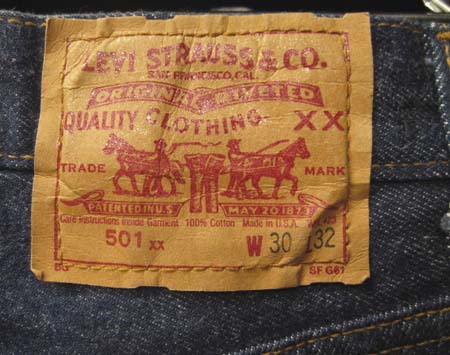 LEVI STRAUSS & CO.
SAN FRANCISCO, CAL.
ORIGINAL RIVETED
QUALITY CLOTHING XX
TRADE MARK
PATENTED IN U.S. MAY 20 1873
Care Instructions Inside Garment 100% Cotton Made in U.S.A.
501 XX W 30 32
SF G61